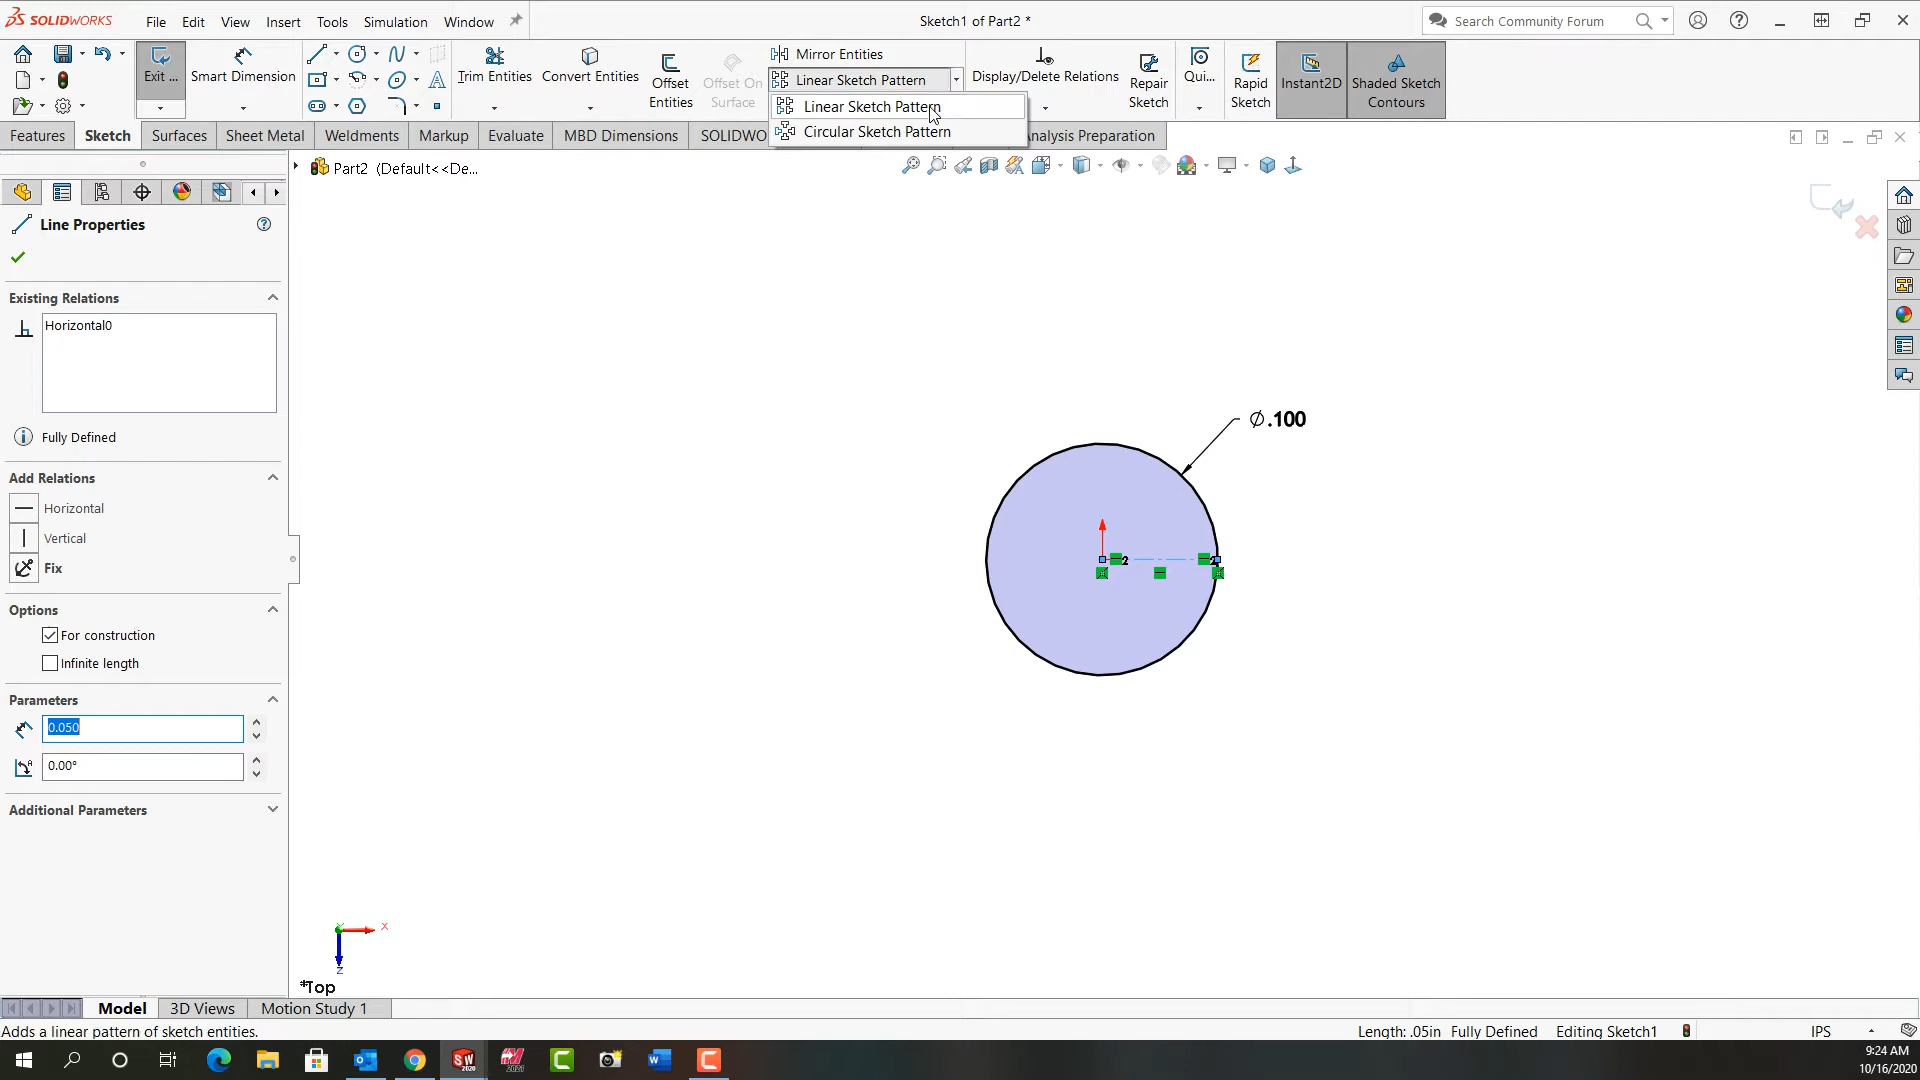 SOLIDWORKS File Edit View Insert Tools Simulation Window Sketch1 of Part2 * Search Community Forum
Exit ... Smart Dimension Trim Entities Convert Entities Offset Entities Offset On Surface Mirror Entities Display/Delete Relations Repair Sketch Qui... Rapid Sketch Instant2D Shaded Sketch Contours
Linear Sketch Pattern
Linear Sketch Pattern
Circular Sketch Pattern
Features Sketch Surfaces Sheet Metal Weldments Markup Evaluate MBD Dimensions SOLIDWO Analysis Preparation
Part2 (Default<<De...
Line Properties
Existing Relations
Horizontal0
Fully Defined
Add Relations
Horizontal
Vertical
Fix
Options
For construction
Infinite length
Parameters
0.050
0.00°
Additional Parameters
∅.100
2 2
X
Z
*Top
Model 3D Views Motion Study 1
Adds a linear pattern of sketch entities. Length: .05in Fully Defined Editing Sketch1 IPS
9:24 AM
10/16/2020